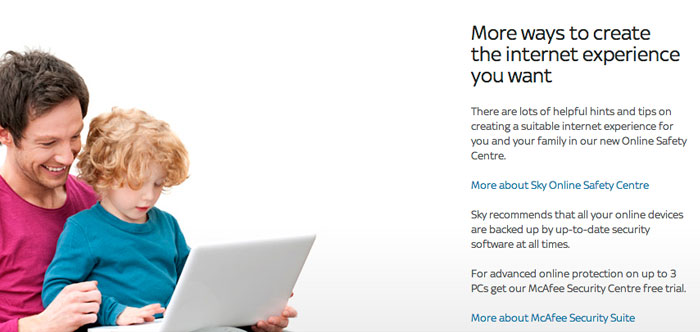 More ways to create
the internet experience
you want
There are lots of helpful hints and tips on
creating a suitable internet experience for
you and your family in our new Online Safety
Centre.
More about Sky Online Safety Centre
Sky recommends that all your online devices
are backed up by up-to-date security
software at all times.
For advanced online protection on up to 3
PCs get our McAfee Security Centre free trial.
More about McAfee Security Suite